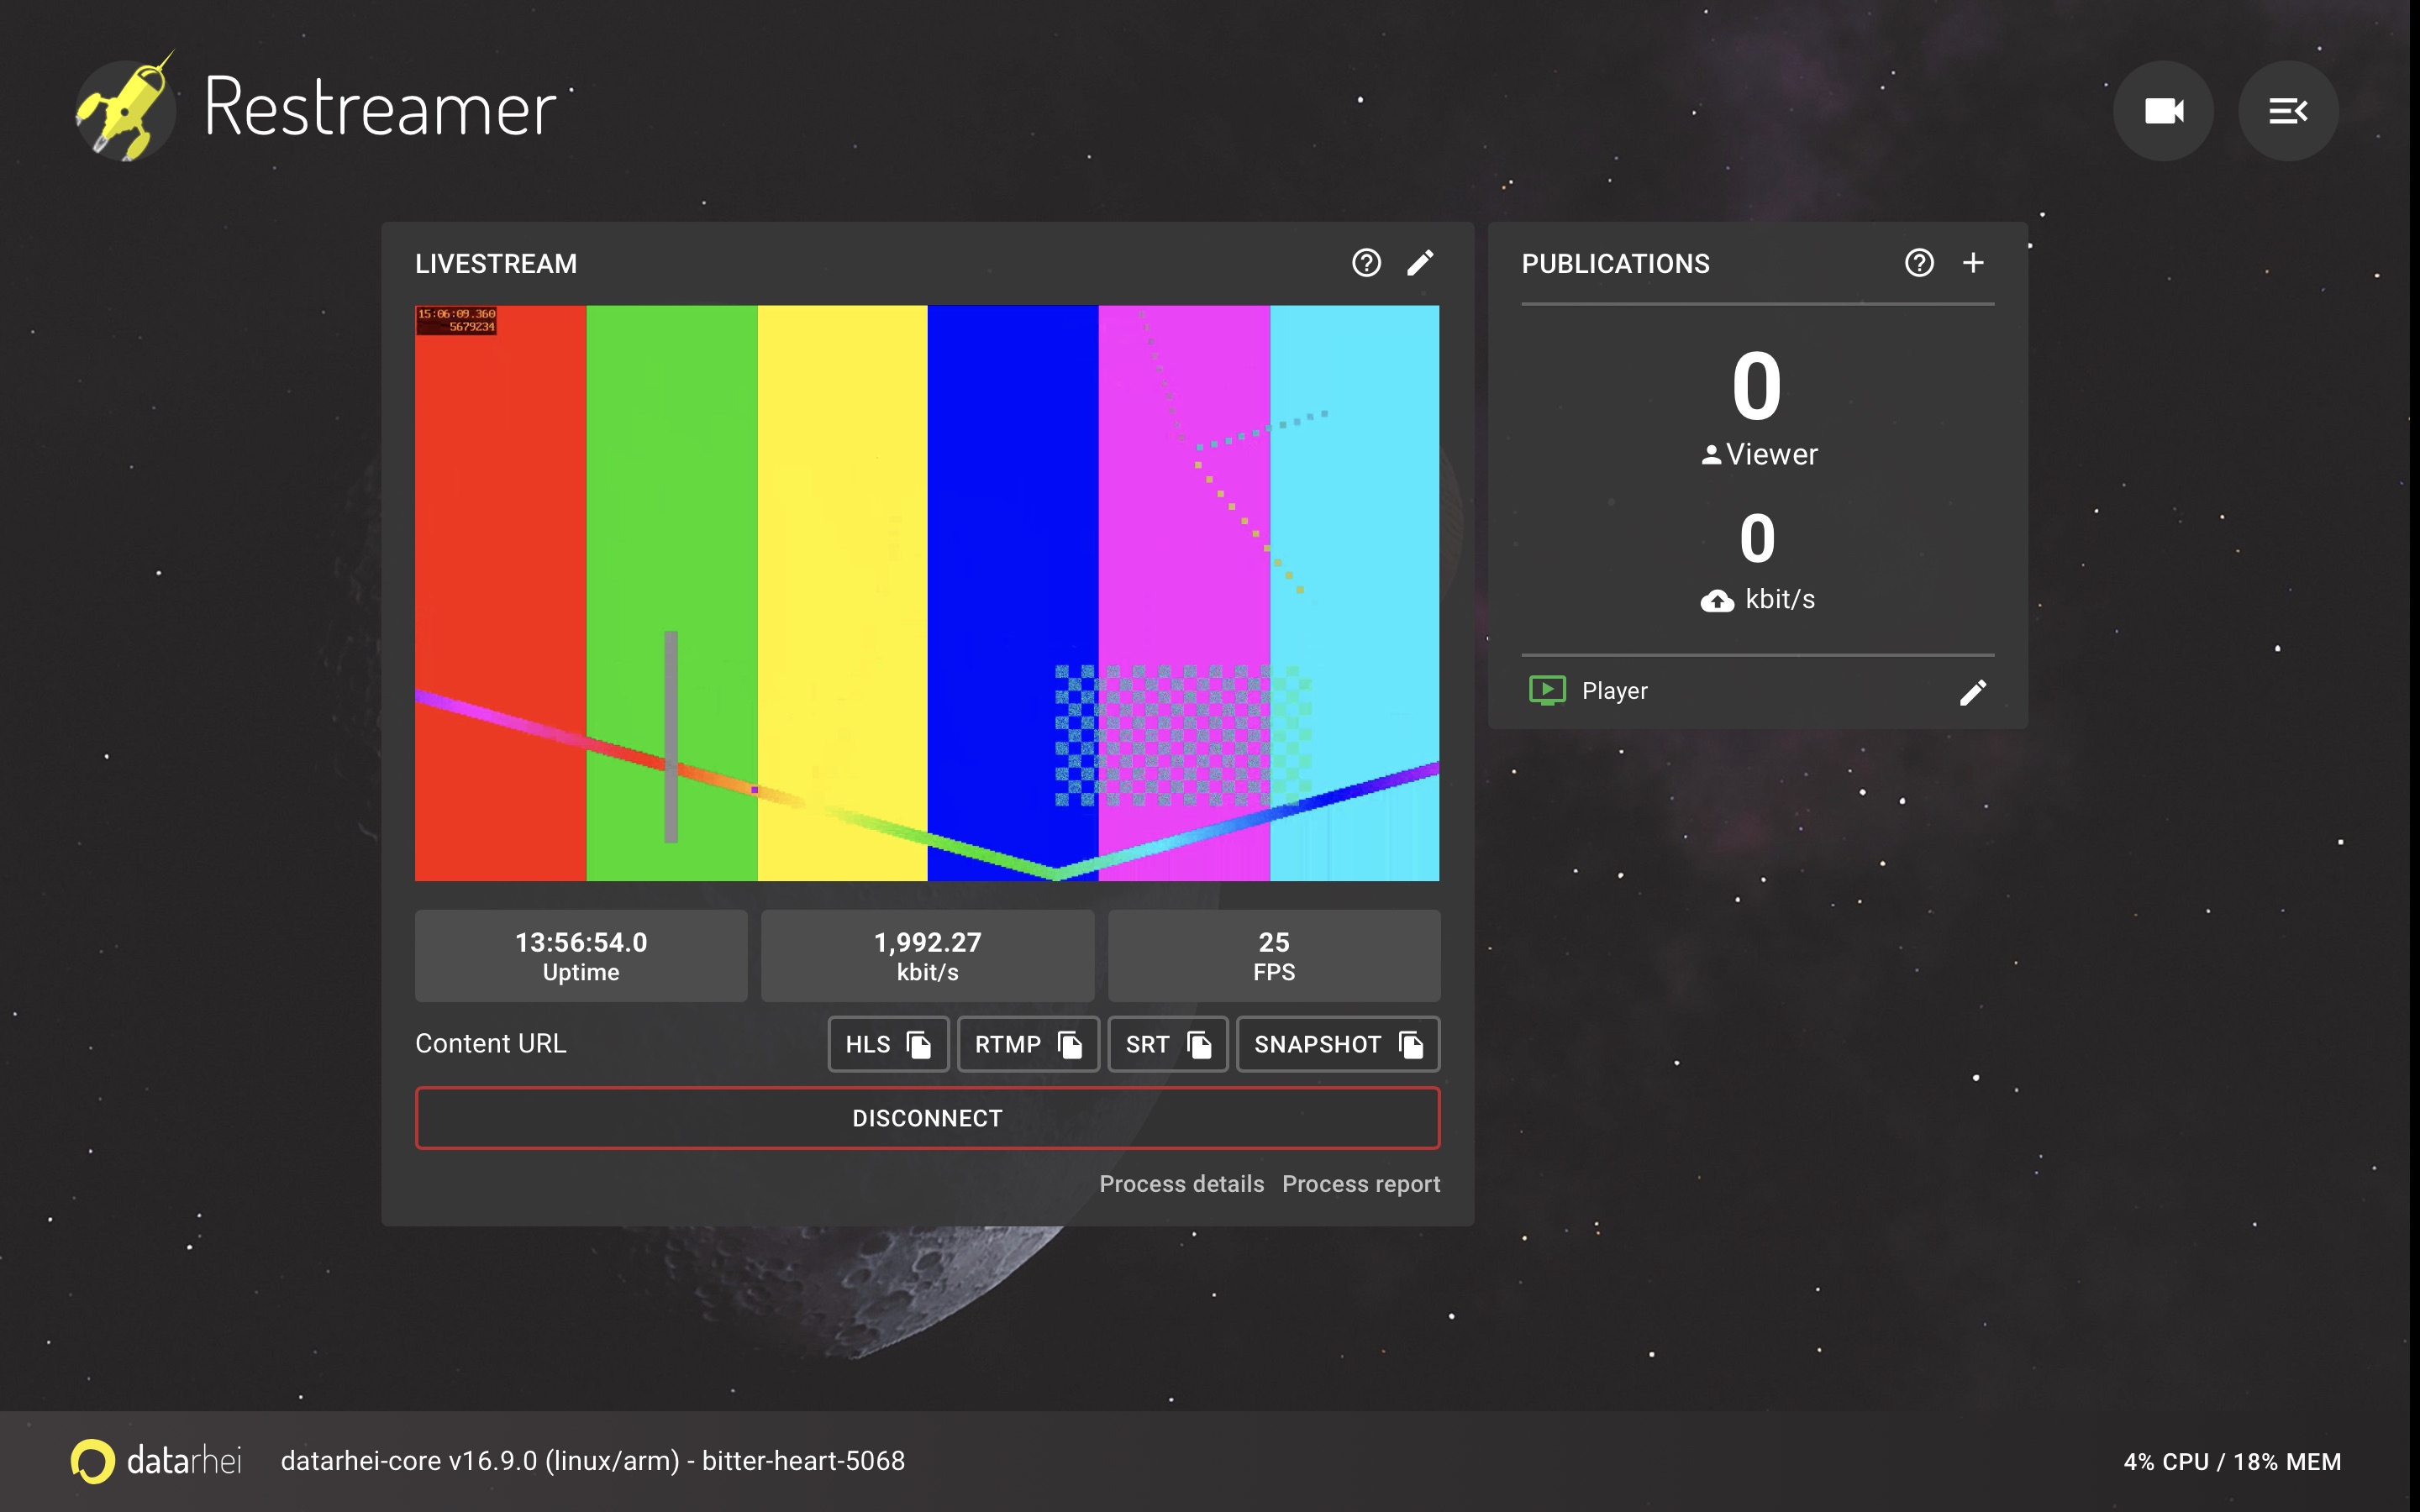 Restreamer
LIVESTREAM
15:06:09.360
5679234
13:56:54.0
Uptime
1,992.27
kbit/s
25
FPS
Content URL
HLS
RTMP
SRT
SNAPSHOT
DISCONNECT
Process details
Process report
PUBLICATIONS
0
Viewer
0
kbit/s
Player
datarhei
datarhei-core v16.9.0 (linux/arm) - bitter-heart-5068
4% CPU / 18% MEM